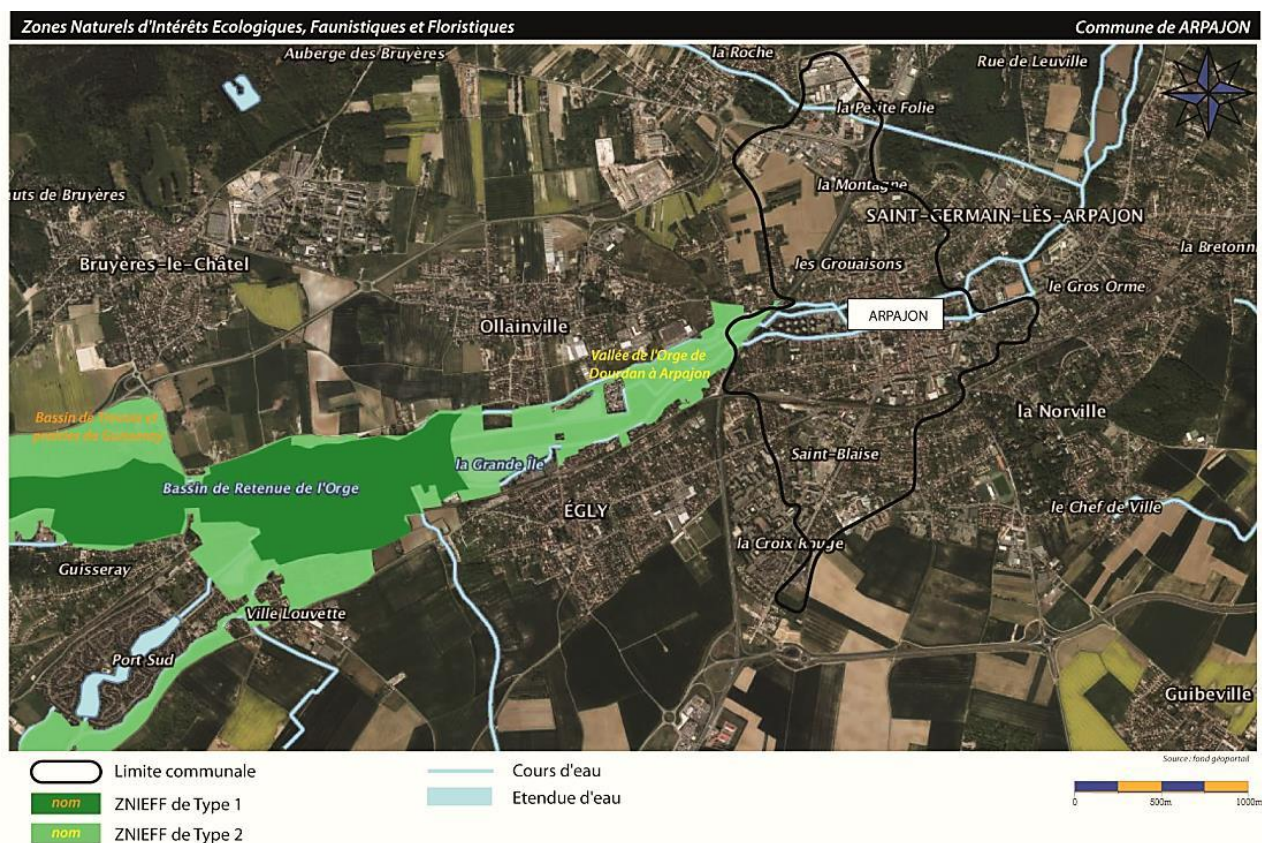 Zones Naturels d'Intérêts Ecologiques, Faunistiques et Floristiques
Commune de ARPAJON
Auberge des Bruyères
la Roche
Rue de Leuville
la Petite Folie
uts de Bruyères
la Montagne
SAINT-GERMAIN-LÈS-ARPAJON
la Bretonn
Bruyères-le-Châtel
les Grouaisons
le Gros Orme
ARPAJON
Ollainville
Vallée de l'Orge de
Dourdan à Arpajon
Bassin de
la Norville
Saint-Blaise
la Grande Île
Bassin de Retenue de l'Orge
ÉGLY
le Chef de Ville
la Croix Rouge
Guisseray
Ville Louvette
Port Sud
Guibeville
Source : fond géoportail
Limite communale
nom
ZNIEFF de Type 1
nom
ZNIEFF de Type 2
Cours d'eau
Etendue d'eau
0
500m
1000m